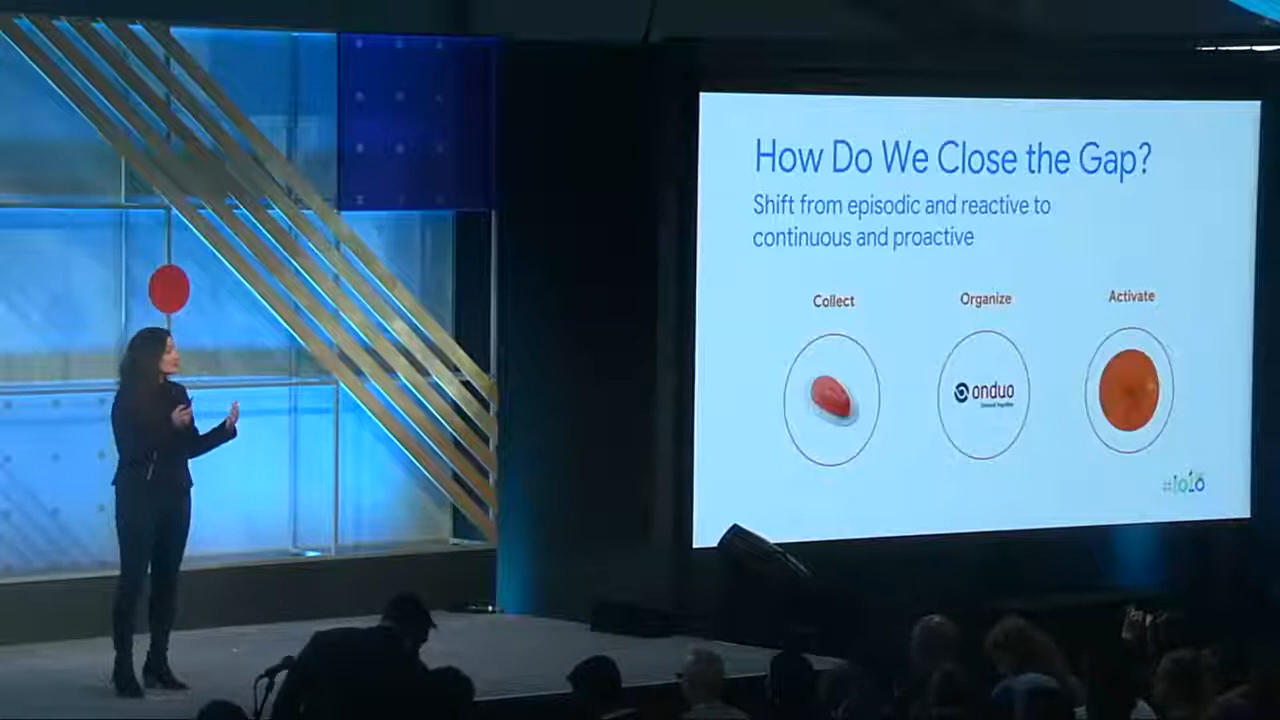 How Do We Close the Gap?
Shift from episodic and reactive to
continuous and proactive
Collect
Organize
Activate
onduo